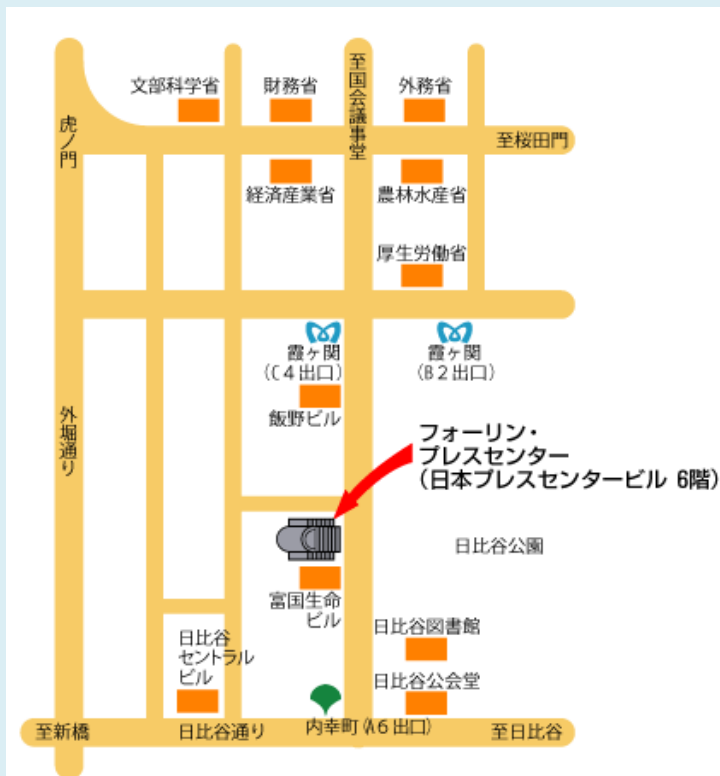 文部科学省
財務省
至国会議事堂
外務省
虎ノ門
至桜田門
経済産業省
農林水産省
厚生労働省
霞ヶ関
(C4出口)
霞ヶ関
(B2出口)
飯野ビル
外堀通り
フォーリン・
プレスセンター
(日本プレスセンタービル 6階)
日比谷公園
富国生命
ビル
日比谷図書館
日比谷
セントラル
ビル
日比谷公会堂
至新橋
日比谷通り
内幸町(A6出口)
至日比谷